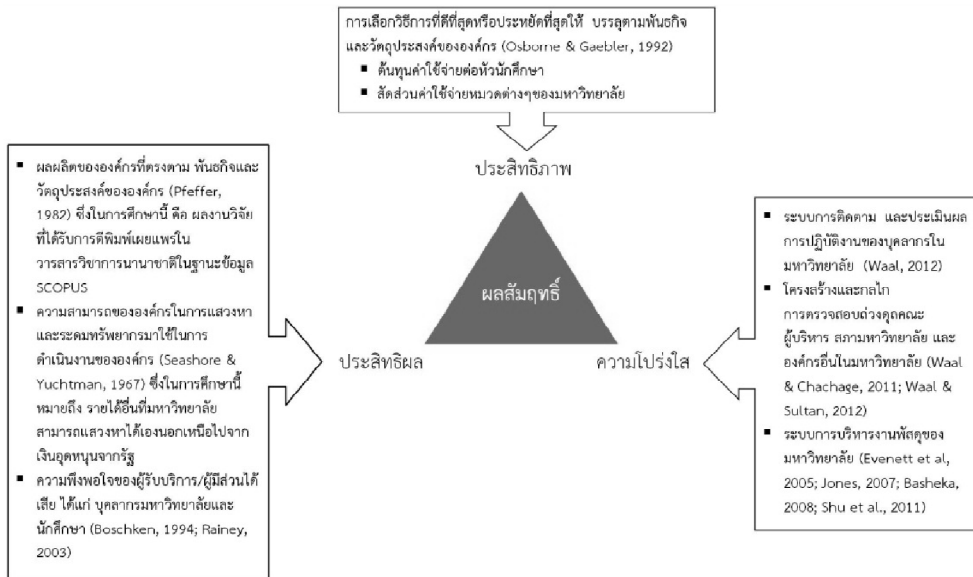 การเลือกวิธีการที่ดีที่สุดหรือประหยัดที่สุดให้ บรรลุตามพันธกิจ
และวัตถุประสงค์ขององค์กร (Osborne & Gaebler, 1992)
▪ ต้นทุนค่าใช้จ่ายต่อหัวนักศึกษา
▪ สัดส่วนค่าใช้จ่ายหมวดต่างๆของมหาวิทยาลัย
ประสิทธิภาพ
▪ ผลผลิตขององค์กรที่ตรงตาม พันธกิจและ
วัตถุประสงค์ขององค์กร (Pfeffer,
1982) ซึ่งในการศึกษานี้ คือ ผลงานวิจัย
ที่ได้รับการตีพิมพ์เผยแพร่ใน
วารสารวิชาการนานาชาติในฐานะข้อมูล
SCOPUS
▪ ความสามารถขององค์กรในการแสวงหา
และระดมทรัพยากรมาใช้ในการ
ดำเนินงานขององค์กร (Seashore &
Yuchtman, 1967) ซึ่งในการศึกษานี้
หมายถึง รายได้อื่นที่มหาวิทยาลัย
สามารถแสวงหาได้เองนอกเหนือไปจาก
เงินอุดหนุนจากรัฐ
▪ ความพึงพอใจของผู้รับบริการ/ผู้มีส่วนได้
เสีย ได้แก่ บุคลากรมหาวิทยาลัยและ
นักศึกษา (Boschken, 1994; Rainey,
2003)
ผลสัมฤทธิ์
ประสิทธิผล
ความโปร่งใส
▪ ระบบการติดตาม และประเมินผล
การปฏิบัติงานของบุคลากรใน
มหาวิทยาลัย (Waal, 2012)
▪ โครงสร้างและกลไก
การตรวจสอบถ่วงดุลคณะ
ผู้บริหาร สภามหาวิทยาลัย และ
องค์กรอื่นในมหาวิทยาลัย (Waal
& Chachage, 2011; Waal &
Sultan, 2012)
▪ ระบบการบริหารงานพัสดุของ
มหาวิทยาลัย (Evenett et al,
2005; Jones, 2007; Basheka,
2008; Shu et al., 2011)